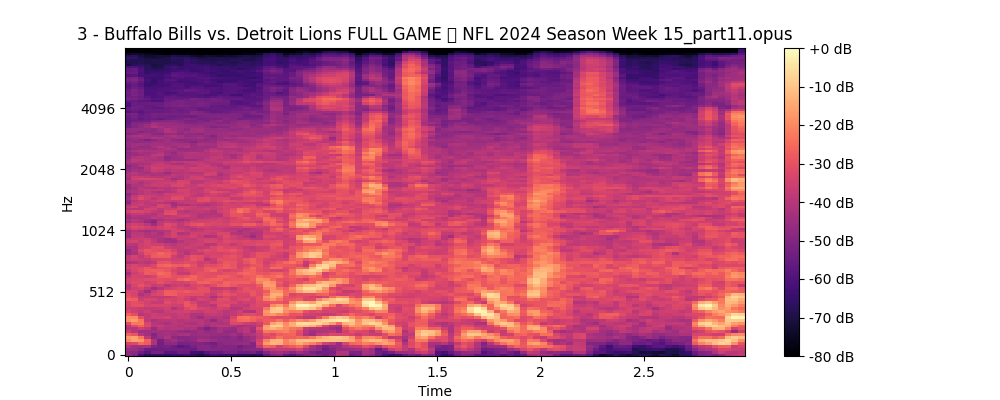 3 - Buffalo Bills vs. Detroit Lions FULL GAME ▯ NFL 2024 Season Week 15_part11.opus
+0 dB
-10 dB
-20 dB
-30 dB
-40 dB
-50 dB
-60 dB
-70 dB
-80 dB
4096
2048
1024
512
0
Hz
0
0.5
1
1.5
2
2.5
Time